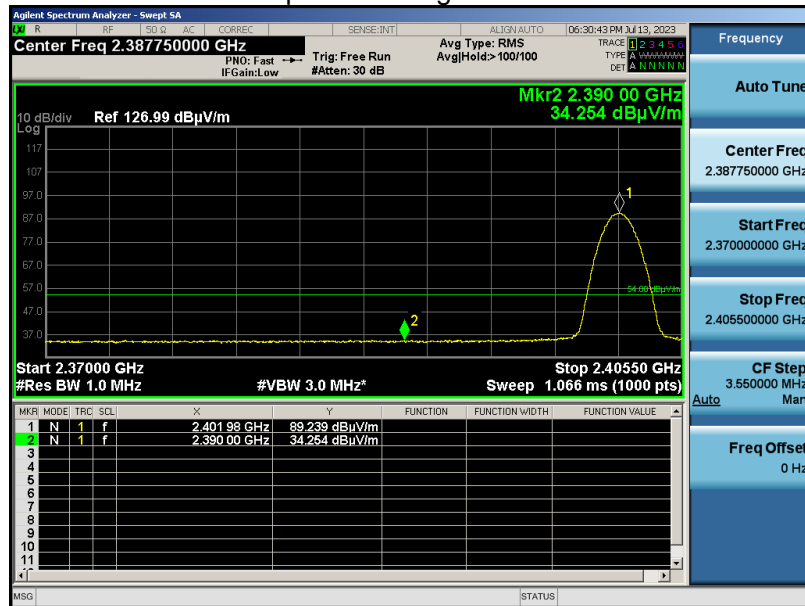 Agilent Spectrum Analyzer - Swept SA
R RF 50 Ω AC CORREC SENSE:INT ALIGN AUTO 06:30:43 PM Jul 13, 2023
Center Freq 2.387750000 GHz
PNO: Fast
IFGain:Low
Trig: Free Run
#Atten: 30 dB
Avg Type: RMS
Avg|Hold:>100/100
TRACE 1 2 3 4 5 6
TYPE A
DET A N N N N N
Mkr2 2.390 00 GHz
34.254 dBµV/m
10 dB/div Ref 126.99 dBµV/m
Log
117
107
97.0
87.0
77.0
67.0
57.0
47.0
37.0
1
2
54.00 dBµV/m
Start 2.37000 GHz Stop 2.40550 GHz
#Res BW 1.0 MHz #VBW 3.0 MHz* Sweep 1.066 ms (1000 pts)
MKR MODE TRC SCL X Y FUNCTION FUNCTION WIDTH FUNCTION VALUE
1 N 1 f 2.401 98 GHz 89.239 dBµV/m
2 N 1 f 2.390 00 GHz 34.254 dBµV/m
3
4
5
6
7
8
9
10
11
MSG STATUS
Frequency
Auto Tune
Center Freq
2.387750000 GHz
Start Freq
2.370000000 GHz
Stop Freq
2.405500000 GHz
CF Step
3.550000 MHz
Auto Man
Freq Offset
0 Hz